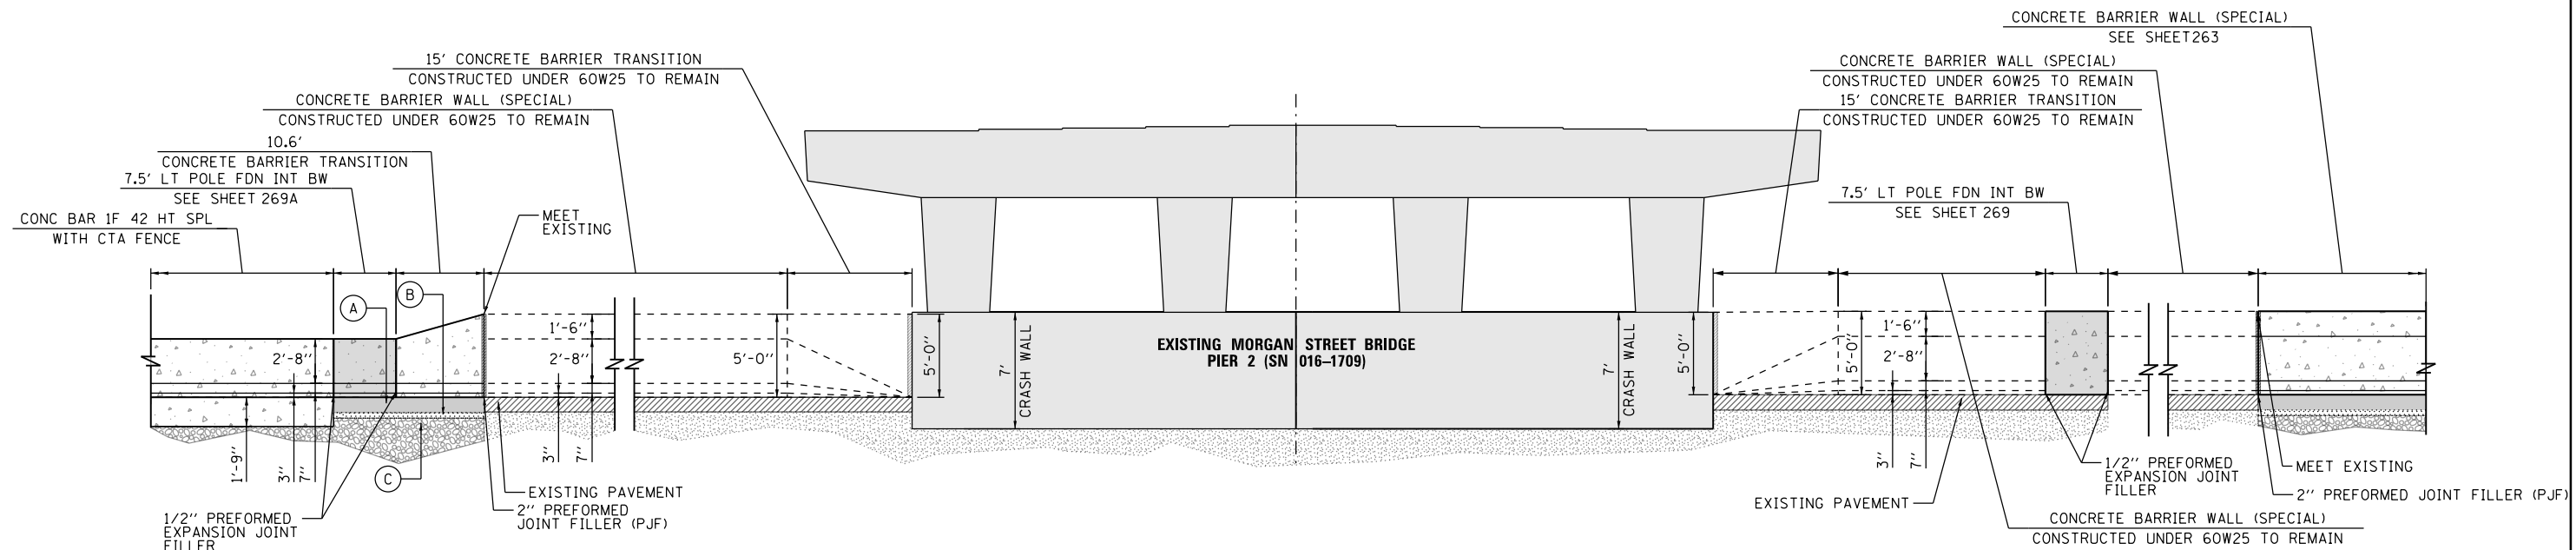 CONCRETE BARRIER WALL (SPECIAL)
SEE SHEET 263
15' CONCRETE BARRIER TRANSITION
CONSTRUCTED UNDER 60W25 TO REMAIN
CONCRETE BARRIER WALL (SPECIAL)
CONSTRUCTED UNDER 60W25 TO REMAIN
CONCRETE BARRIER WALL (SPECIAL)
CONSTRUCTED UNDER 60W25 TO REMAIN
15' CONCRETE BARRIER TRANSITION
CONSTRUCTED UNDER 60W25 TO REMAIN
10.6'
CONCRETE BARRIER TRANSITION
7.5' LT POLE FDN INT BW
SEE SHEET 269A
7.5' LT POLE FDN INT BW
SEE SHEET 269
CONC BAR 1F 42 HT SPL
WITH CTA FENCE
MEET
EXISTING
A
B
C
1'-6"
2'-8"
2'-8"
5'-0"
5'-0"
7'
CRASH WALL
EXISTING MORGAN STREET BRIDGE
PIER 2 (SN 016-1709)
7'
CRASH WALL
5'-0"
5'-0"
1'-6"
2'-8"
1'-9"
3"
7"
3"
7"
3"
7"
EXISTING PAVEMENT
2" PREFORMED
JOINT FILLER (PJF)
1/2" PREFORMED
EXPANSION JOINT
FILLER
EXISTING PAVEMENT
1/2" PREFORMED
EXPANSION JOINT
FILLER
MEET EXISTING
2" PREFORMED JOINT FILLER (PJF)
CONCRETE BARRIER WALL (SPECIAL)
CONSTRUCTED UNDER 60W25 TO REMAIN